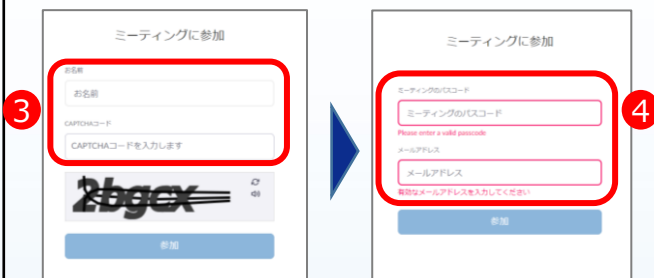 ミーティングに参加
③
お名前
お名前
CAPTCHAコード
CAPTCHAコードを入力します
2bgcx
参加
ミーティングに参加
④
ミーティングのパスコード
ミーティングのパスコード
Please enter a valid passcode
メールアドレス
メールアドレス
有効なメールアドレスを入力してください
参加